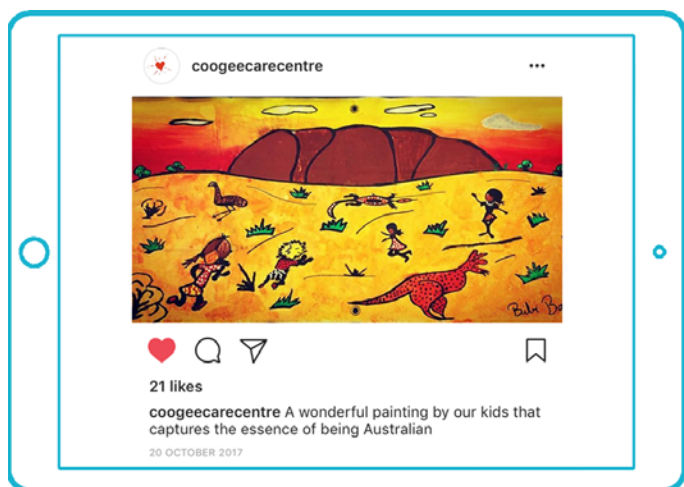 coogeecarecentre
21 likes
coogeecarecentre A wonderful painting by our kids that
captures the essence of being Australian
20 OCTOBER 2017